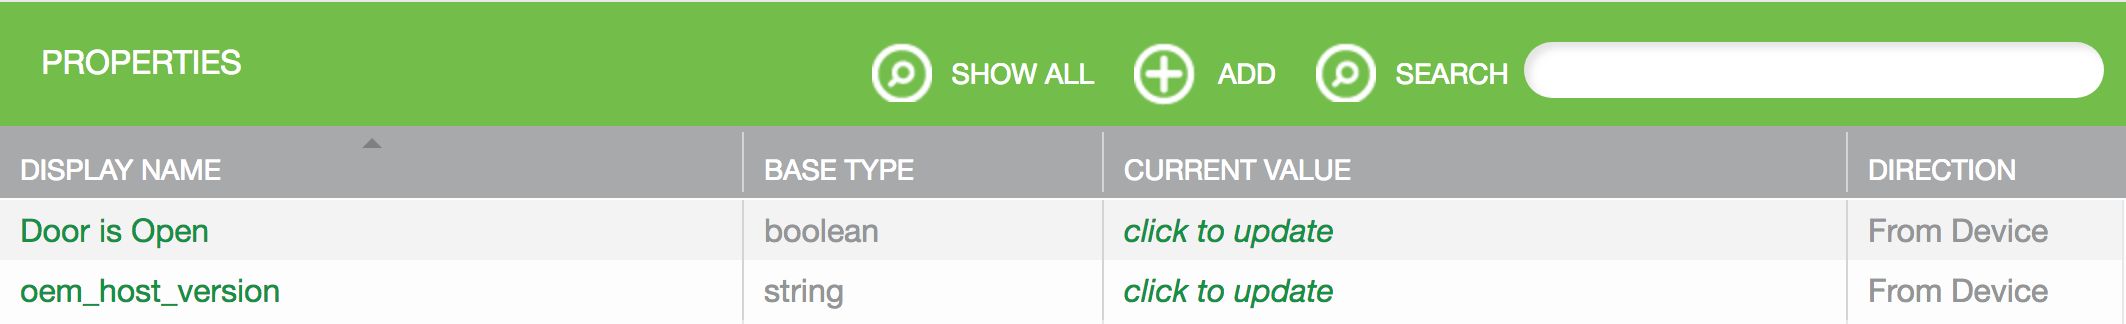 PROPERTIES SHOW ALL ADD SEARCH
DISPLAY NAME BASE TYPE CURRENT VALUE DIRECTION
Door is Open boolean click to update From Device
oem_host_version string click to update From Device